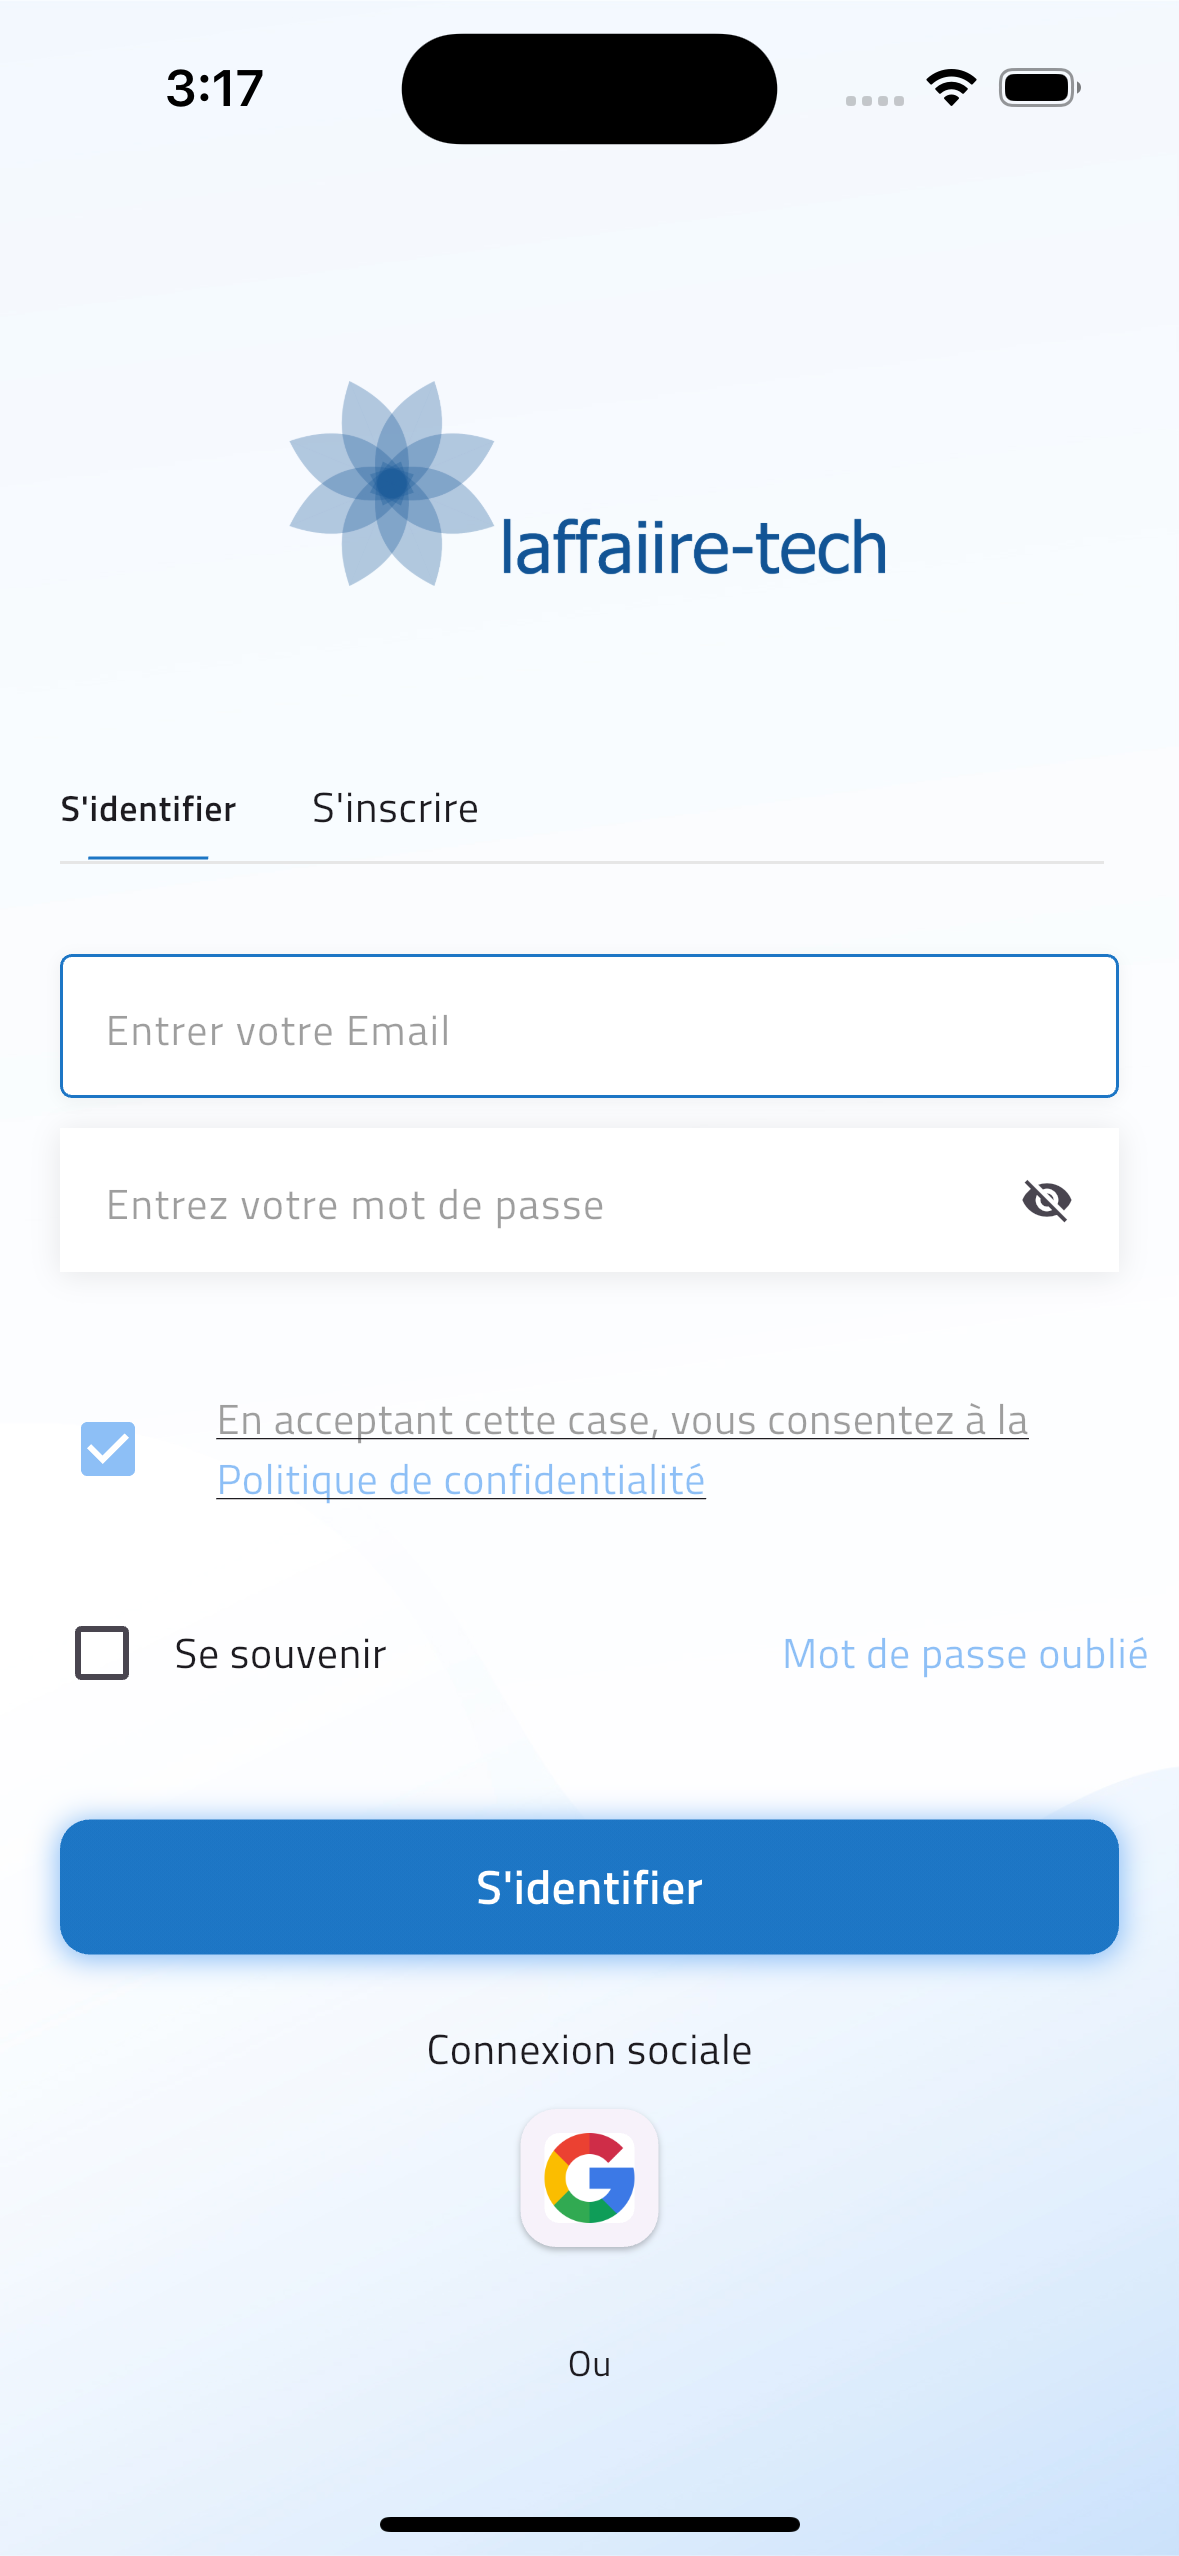 3:17
laffaiire-tech
S'identifier
S'inscrire
Entrer votre Email
Entrez votre mot de passe
En acceptant cette case, vous consentez à la
Politique de confidentialité
Se souvenir
Mot de passe oublié
S'identifier
Connexion sociale
G
Ou